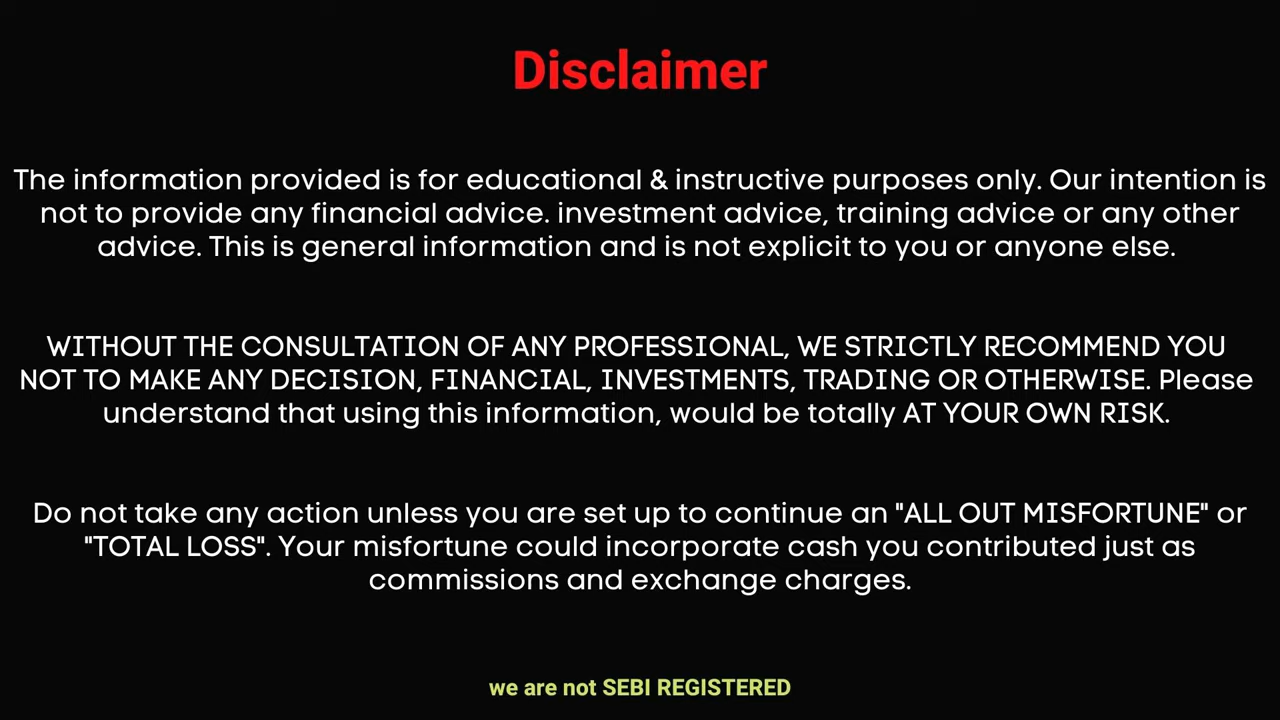 Disclaimer
The information provided is for educational & instructive purposes only. Our intention is
not to provide any financial advice. investment advice, training advice or any other
advice. This is general information and is not explicit to you or anyone else.
WITHOUT THE CONSULTATION OF ANY PROFESSIONAL, WE STRICTLY RECOMMEND YOU
NOT TO MAKE ANY DECISION, FINANCIAL, INVESTMENTS, TRADING OR OTHERWISE. Please
understand that using this information, would be totally AT YOUR OWN RISK.
Do not take any action unless you are set up to continue an "ALL OUT MISFORTUNE" or
"TOTAL LOSS". Your misfortune could incorporate cash you contributed just as
commissions and exchange charges.
we are not SEBI REGISTERED